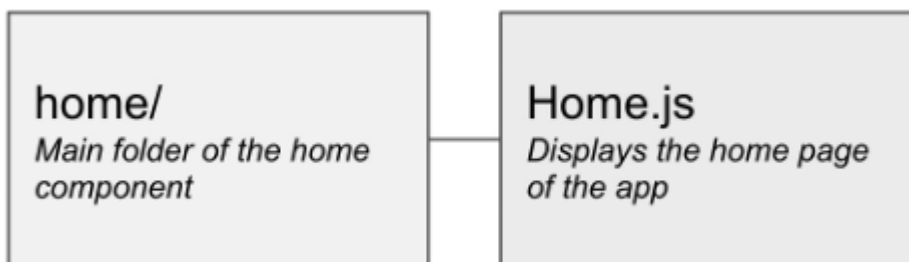 home/
Main folder of the home
component
Home.js
Displays the home page
of the app